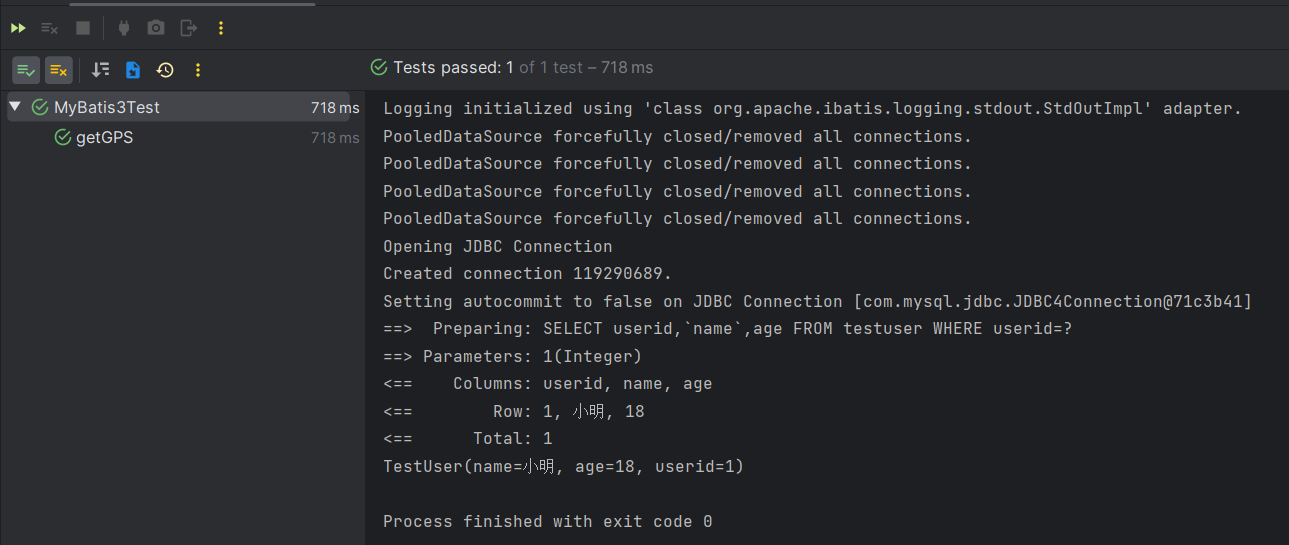 Tests passed: 1 of 1 test – 718 ms
MyBatis3Test 718 ms
getGPS 718 ms
Logging initialized using 'class org.apache.ibatis.logging.stdout.StdOutImpl' adapter.
PooledDataSource forcefully closed/removed all connections.
PooledDataSource forcefully closed/removed all connections.
PooledDataSource forcefully closed/removed all connections.
PooledDataSource forcefully closed/removed all connections.
Opening JDBC Connection
Created connection 119290689.
Setting autocommit to false on JDBC Connection [com.mysql.jdbc.JDBC4Connection@71c3b41]
==>  Preparing: SELECT userid,`name`,age FROM testuser WHERE userid=?
==> Parameters: 1(Integer)
<==    Columns: userid, name, age
<==        Row: 1, 小明, 18
<==      Total: 1
TestUser(name=小明, age=18, userid=1)
Process finished with exit code 0